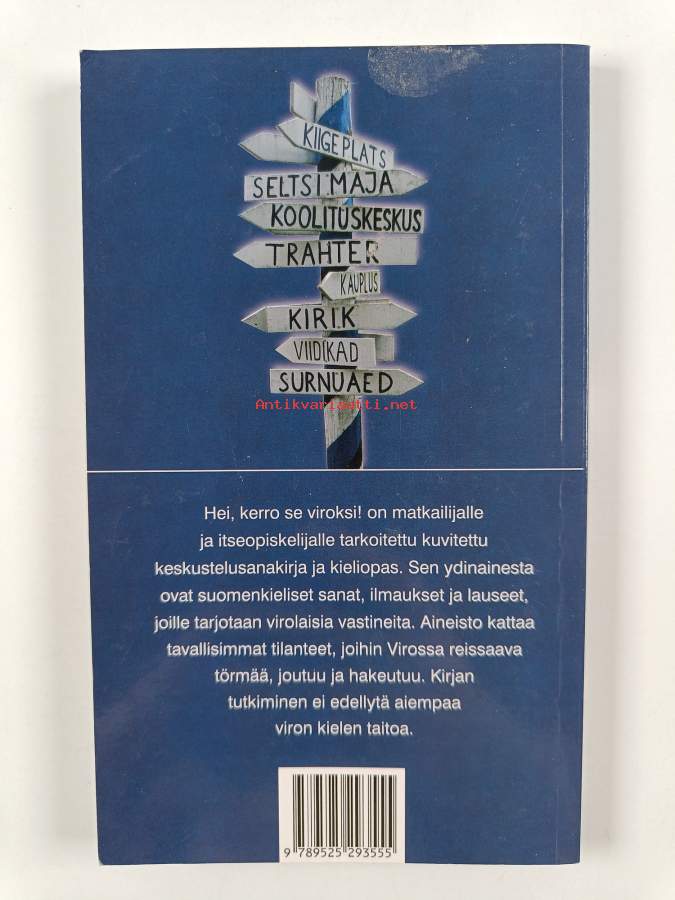 KIIGEPLATS
SELTSIMAJA
KOOLITUSKESKUS
TRAHTER
KAUPLUS
KIRIK
VIIDIKAD
SURNUAED
Antikvariaatti.net
Hei, kerro se viroksi! on matkailijalle
ja itseopiskelijalle tarkoitettu kuvitettu
keskustelusanakirja ja kieliopas. Sen ydinainesta
ovat suomenkieliset sanat, ilmaukset ja lauseet,
joille tarjotaan virolaisia vastineita. Aineisto kattaa
tavallisimmat tilanteet, joihin Virossa reissaava
törmää, joutuu ja hakeutuu. Kirjan
tutkiminen ei edellytä aiempaa
viron kielen taitoa.
9 789525 293555